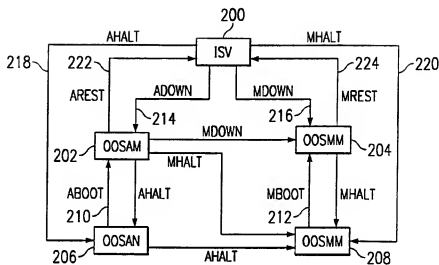 200
AHALT
ISV
MHALT
218
222
224
220
AREST
ADOWN
MDOWN
MREST
214
216
202
OOSAM
MDOWN
OOSMM
204
MHALT
ABOOT
AHALT
MBOOT
MHALT
210
212
206
OOSAN
AHALT
OOSMM
208